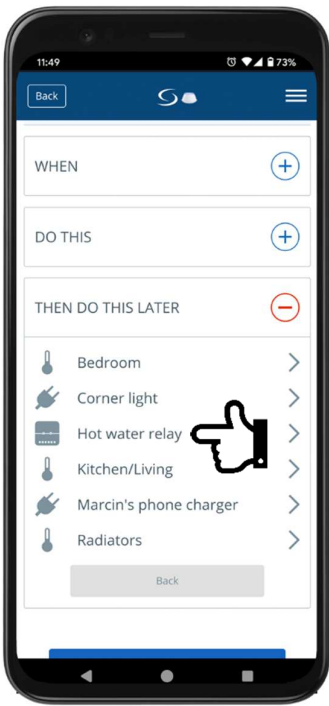 11:49
73%
Back
WHEN
DO THIS
THEN DO THIS LATER
Bedroom
Corner light
Hot water relay
Kitchen/Living
Marcin's phone charger
Radiators
Back